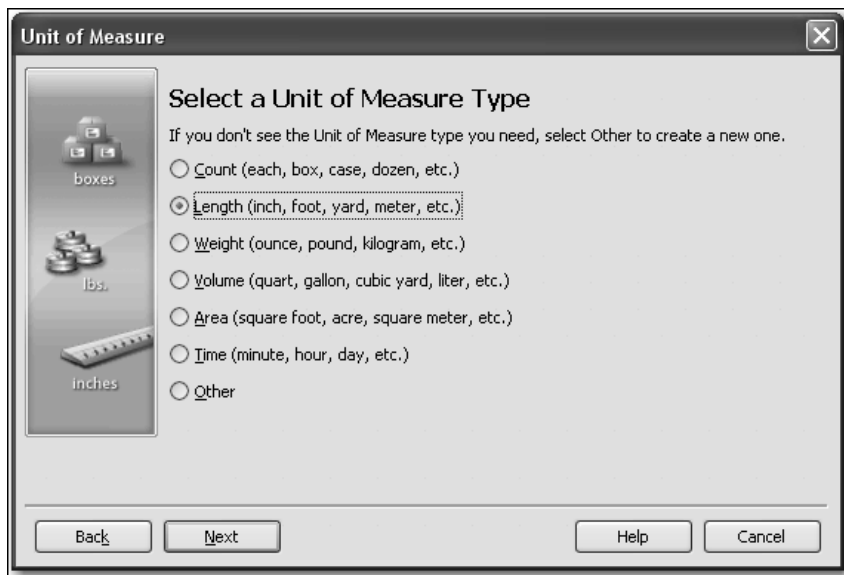 Unit of Measure
Select a Unit of Measure Type
If you don't see the Unit of Measure type you need, select Other to create a new one.
boxes
lbs.
inches
Count (each, box, case, dozen, etc.)
Length (inch, foot, yard, meter, etc.)
Weight (ounce, pound, kilogram, etc.)
Volume (quart, gallon, cubic yard, liter, etc.)
Area (square foot, acre, square meter, etc.)
Time (minute, hour, day, etc.)
Other
Back Next Help Cancel